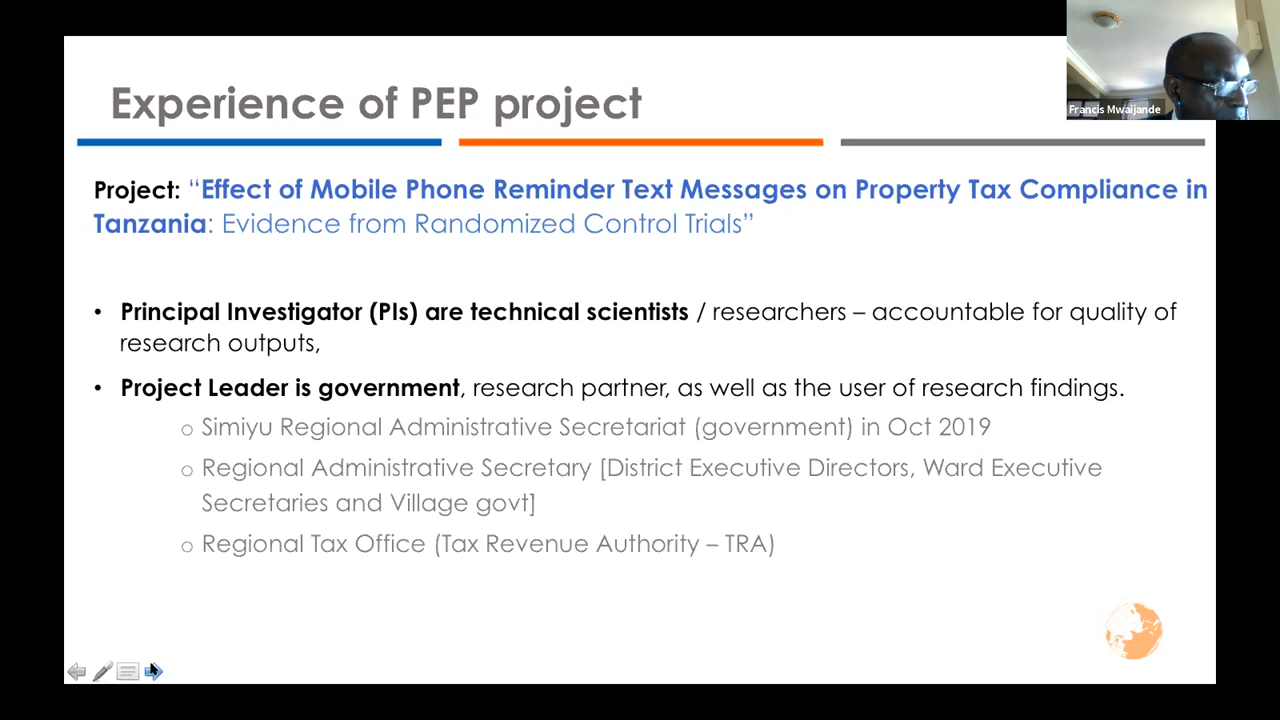 Experience of PEP project
Francis Mwaijande
Project: “Effect of Mobile Phone Reminder Text Messages on Property Tax Compliance in
Tanzania: Evidence from Randomized Control Trials”
• Principal Investigator (PIs) are technical scientists / researchers – accountable for quality of
research outputs,
• Project Leader is government, research partner, as well as the user of research findings.
o Simiyu Regional Administrative Secretariat (government) in Oct 2019
o Regional Administrative Secretary [District Executive Directors, Ward Executive
Secretaries and Village govt]
o Regional Tax Office (Tax Revenue Authority – TRA)